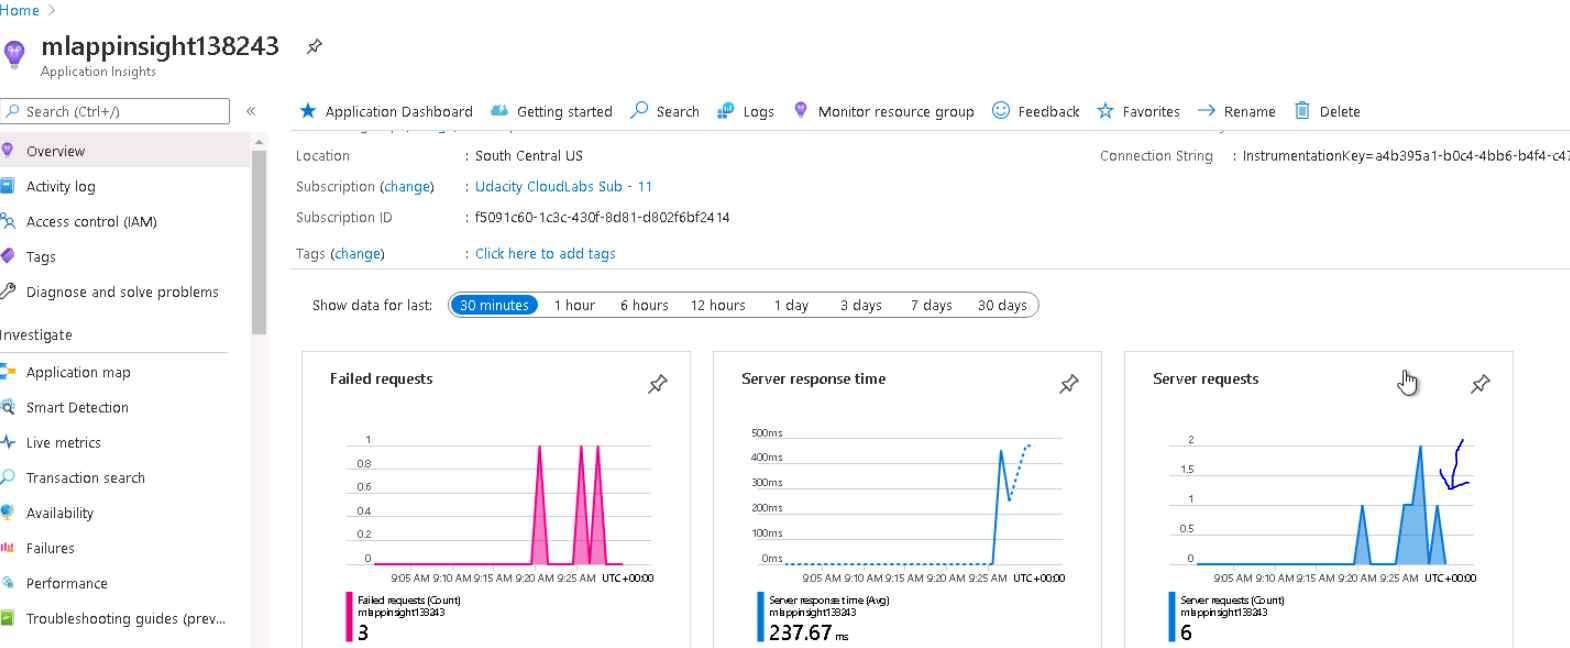 Home >
mlappinsight138243
Application Insights
Search (Ctrl+/)
«
Application Dashboard Getting started Search Logs Monitor resource group Feedback Favorites Rename Delete
Overview
Activity log
Access control (IAM)
Tags
Diagnose and solve problems
Investigate
Application map
Smart Detection
Live metrics
Transaction search
Availability
Failures
Performance
Troubleshooting guides (prev...
Location : South Central US
Connection String : InstrumentationKey=a4b395a1-b0c4-4bb6-b4f4-c47
Subscription (change) : Udacity CloudLabs Sub - 11
Subscription ID : f5091c60-1c3c-430f-8d81-d802f6bf2414
Tags (change) : Click here to add tags
Show data for last: 30 minutes 1 hour 6 hours 12 hours 1 day 3 days 7 days 30 days
Failed requests
1
0.8
0.6
0.4
0.2
0
9:05 AM 9:10 AM 9:15 AM 9:20 AM 9:25 AM UTC+00:00
Failed requests (Count)
mlappinsight138243
3
Server response time
500ms
400ms
300ms
200ms
100ms
0ms
9:05 AM 9:10 AM 9:15 AM 9:20 AM 9:25 AM UTC+00:00
Server response time (Avg)
mlappinsight138243
237.67 ms
Server requests
2
1.5
1
0.5
0
9:05 AM 9:10 AM 9:15 AM 9:20 AM 9:25 AM UTC+00:00
Server requests (Count)
mlappinsight138243
6